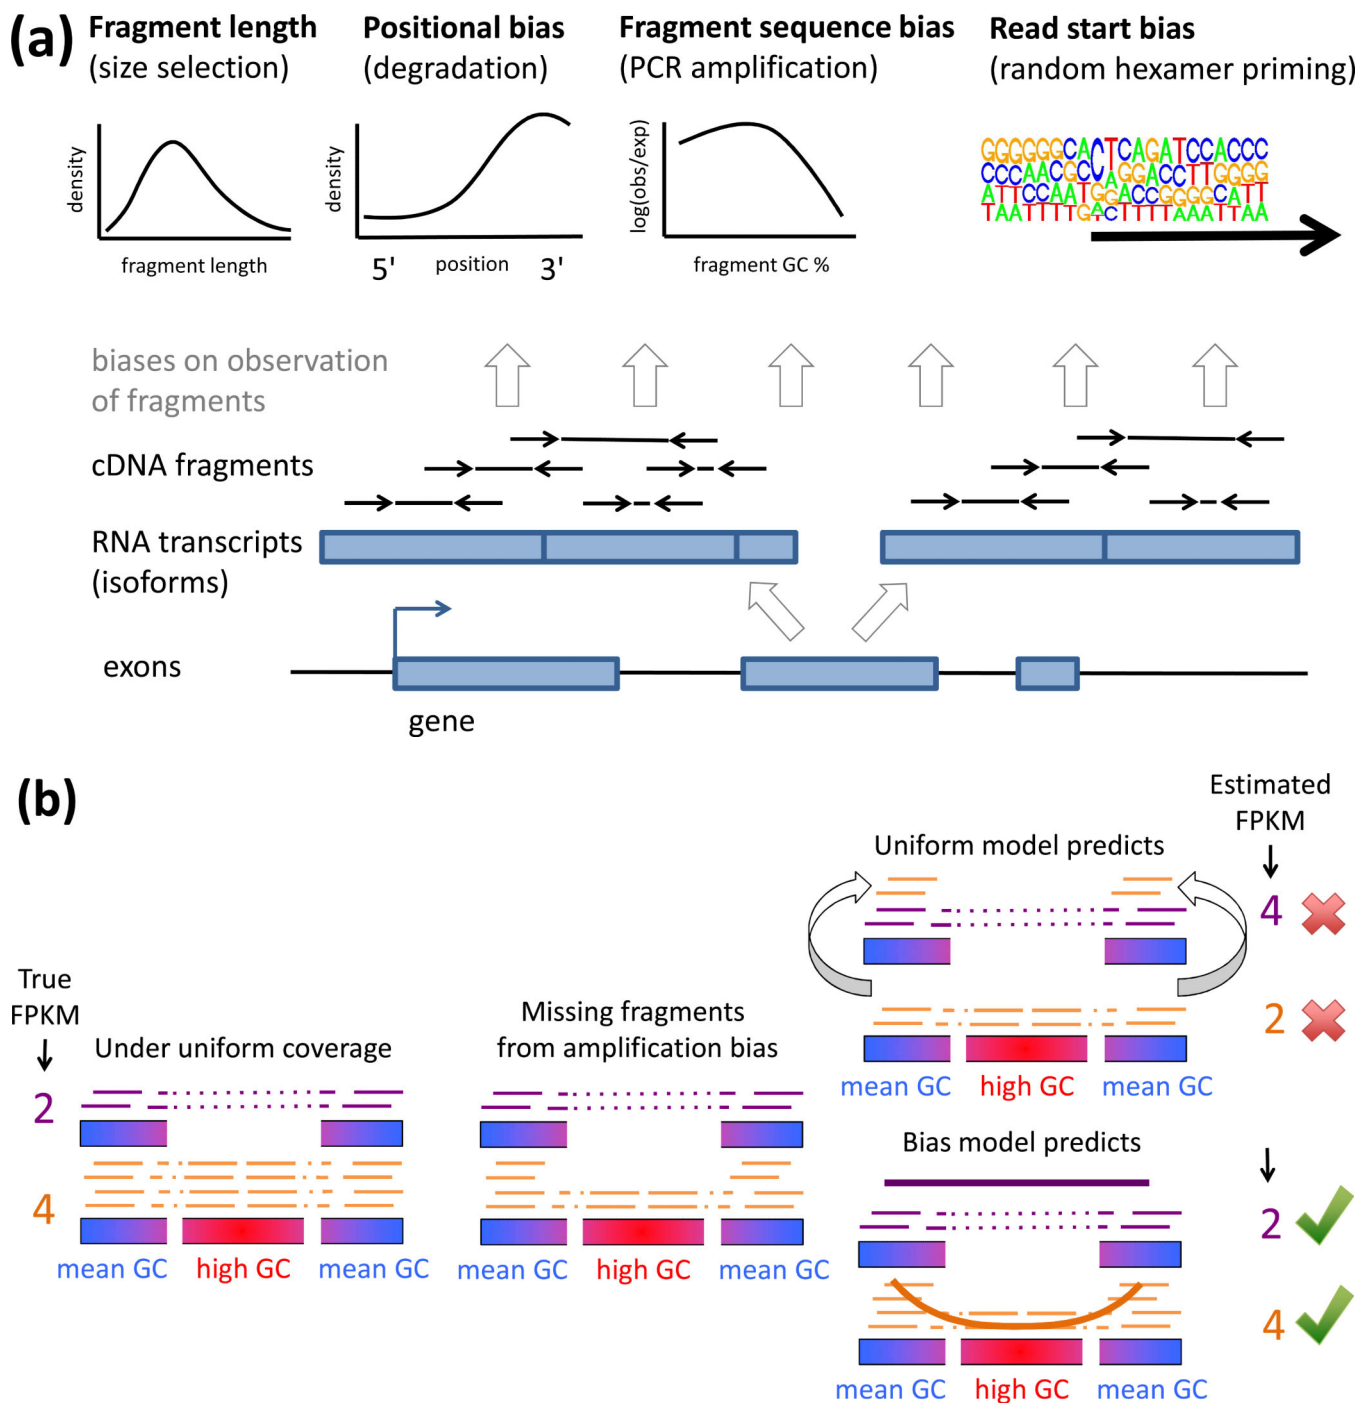 (a)
Fragment length
(size selection)
Positional bias
(degradation)
Fragment sequence bias
(PCR amplification)
Read start bias
(random hexamer priming)
density
fragment length
density
5' position 3'
log(obs/exp)
fragment GC %
GGGGGGCACTCAGATCCACCC
biases on observation
of fragments
cDNA fragments
RNA transcripts
(isoforms)
exons
gene
(b)
True
FPKM
Under uniform coverage
2
4
mean GC high GC mean GC
Missing fragments
from amplification bias
mean GC high GC mean GC
Estimated
FPKM
Uniform model predicts
4
2
mean GC high GC mean GC
Bias model predicts
2
4
mean GC high GC mean GC